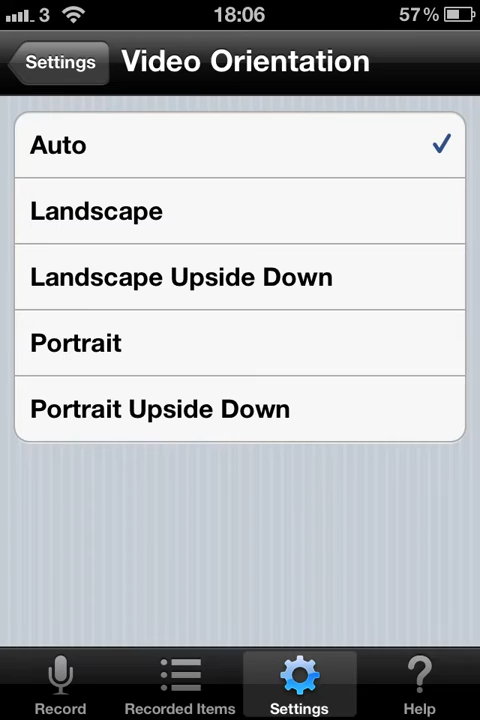 3 18:06 57%
Settings Video Orientation
Auto
Landscape
Landscape Upside Down
Portrait
Portrait Upside Down
Record Recorded Items Settings Help